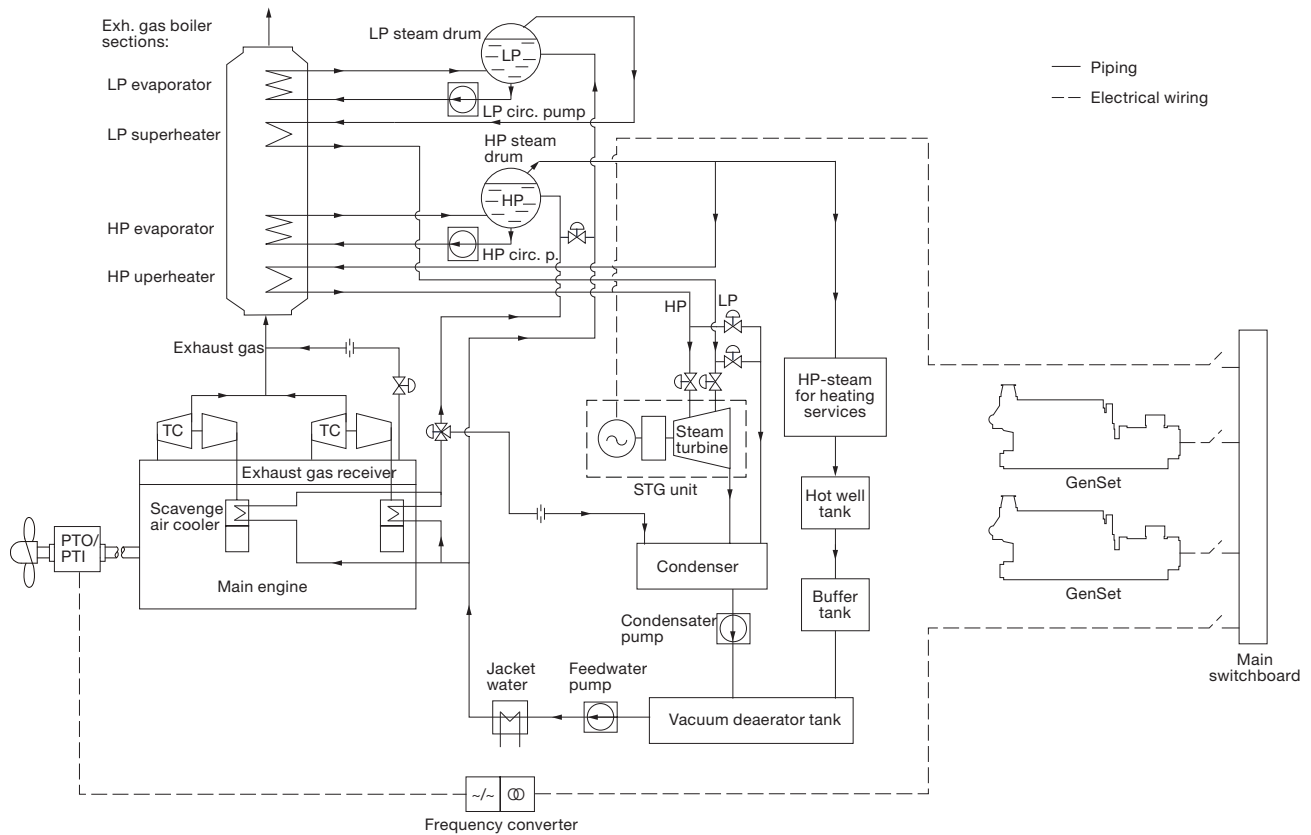 Exh. gas boiler
sections:
LP evaporator
LP superheater
HP evaporator
HP uperheater
LP steam drum
LP
LP circ. pump
HP steam
drum
HP
HP circ. p.
Piping
Electrical wiring
HP
LP
Exhaust gas
TC
TC
Exhaust gas receiver
Scavenge
air cooler
PTO/
PTI
Main engine
Steam
turbine
STG unit
HP-steam
for heating
services
Hot well
tank
Buffer
tank
Condenser
Condensater
pump
Jacket
water
Feedwater
pump
Vacuum deaerator tank
GenSet
GenSet
Main
switchboard
~/~
Frequency converter